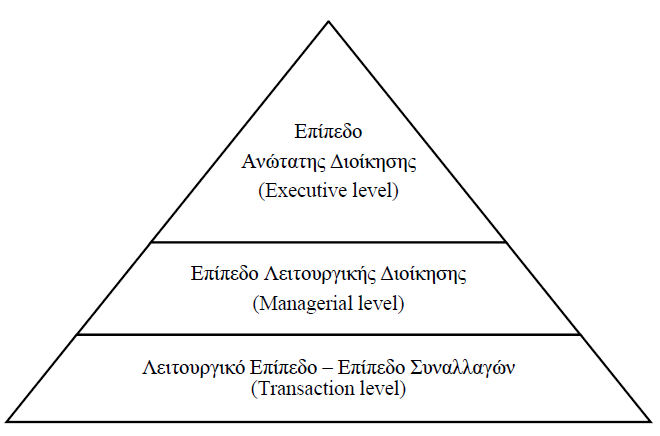 Επίπεδο
Ανώτατης Διοίκησης
(Executive level)
Επίπεδο Λειτουργικής Διοίκησης
(Managerial level)
Λειτουργικό Επίπεδο – Επίπεδο Συναλλαγών
(Transaction level)